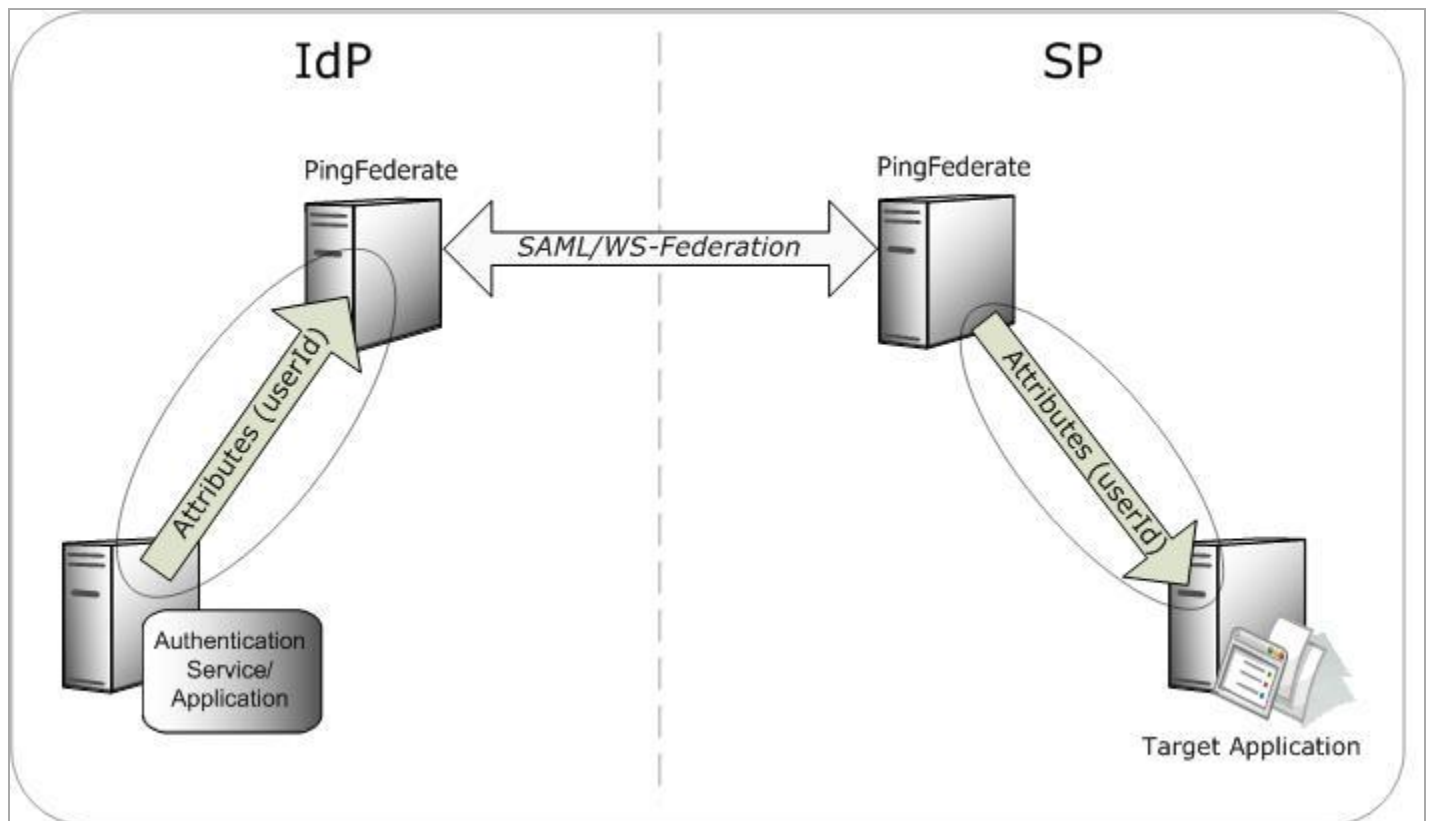 IdP
SP
PingFederate
PingFederate
SAML/WS-Federation
Attributes (userId)
Attributes (userId)
Authentication
Service/
Application
Target Application